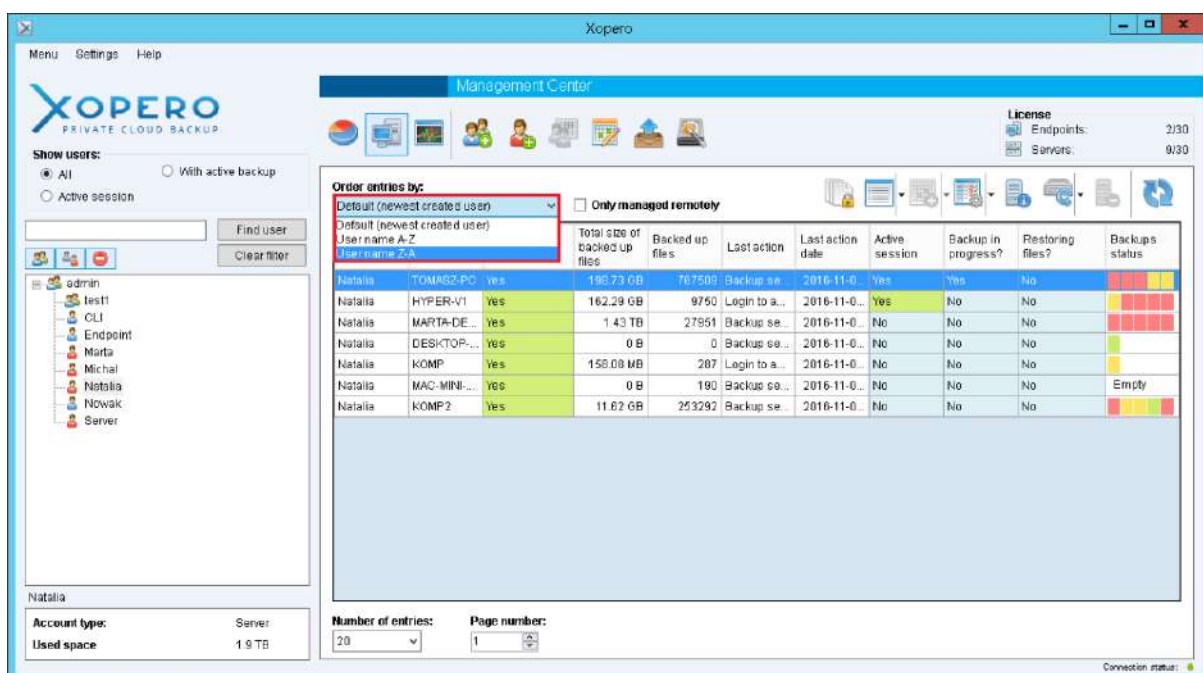 Xopero
Menu Settings Help
XOPERO
PRIVATE CLOUD BACKUP
Show users:
All
With active backup
Active session
Find user
Clear filter
admin
test1
CLI
Endpoint
Marta
Michal
Natalia
Nowak
Server
Natalia
Account type: Server
Used space 1.9 TB
Management Center
License
Endpoints: 2/30
Servers: 9/30
Order entries by:
Default (newest created user)
Only managed remotely
Default (newest created user)
User name A-Z
User name Z-A
Total size of backed up files Backed up files Last action Last action date Active session Backup in progress? Restoring files? Backups status
Natalia TOMASZ-PC Yes 198.73 GB 767509 Backup se... 2016-11-0... Yes Yes No
Natalia HYPER-V1 Yes 162.29 GB 9750 Login to a... 2016-11-0... Yes No No
Natalia MARTA-DE... Yes 1.43 TB 27951 Backup se... 2016-11-0... No No No
Natalia DESKTOP-... Yes 0 B 0 Backup se... 2016-11-0... No No No
Natalia KOMP Yes 158.08 MB 287 Login to a... 2016-11-0... No No No
Natalia MAC-MINI-... Yes 0 B 190 Backup se... 2016-11-0... No No No Empty
Natalia KOMP2 Yes 11.62 GB 253292 Backup se... 2016-11-0... No No No
Number of entries: Page number:
20 1
Connection status: